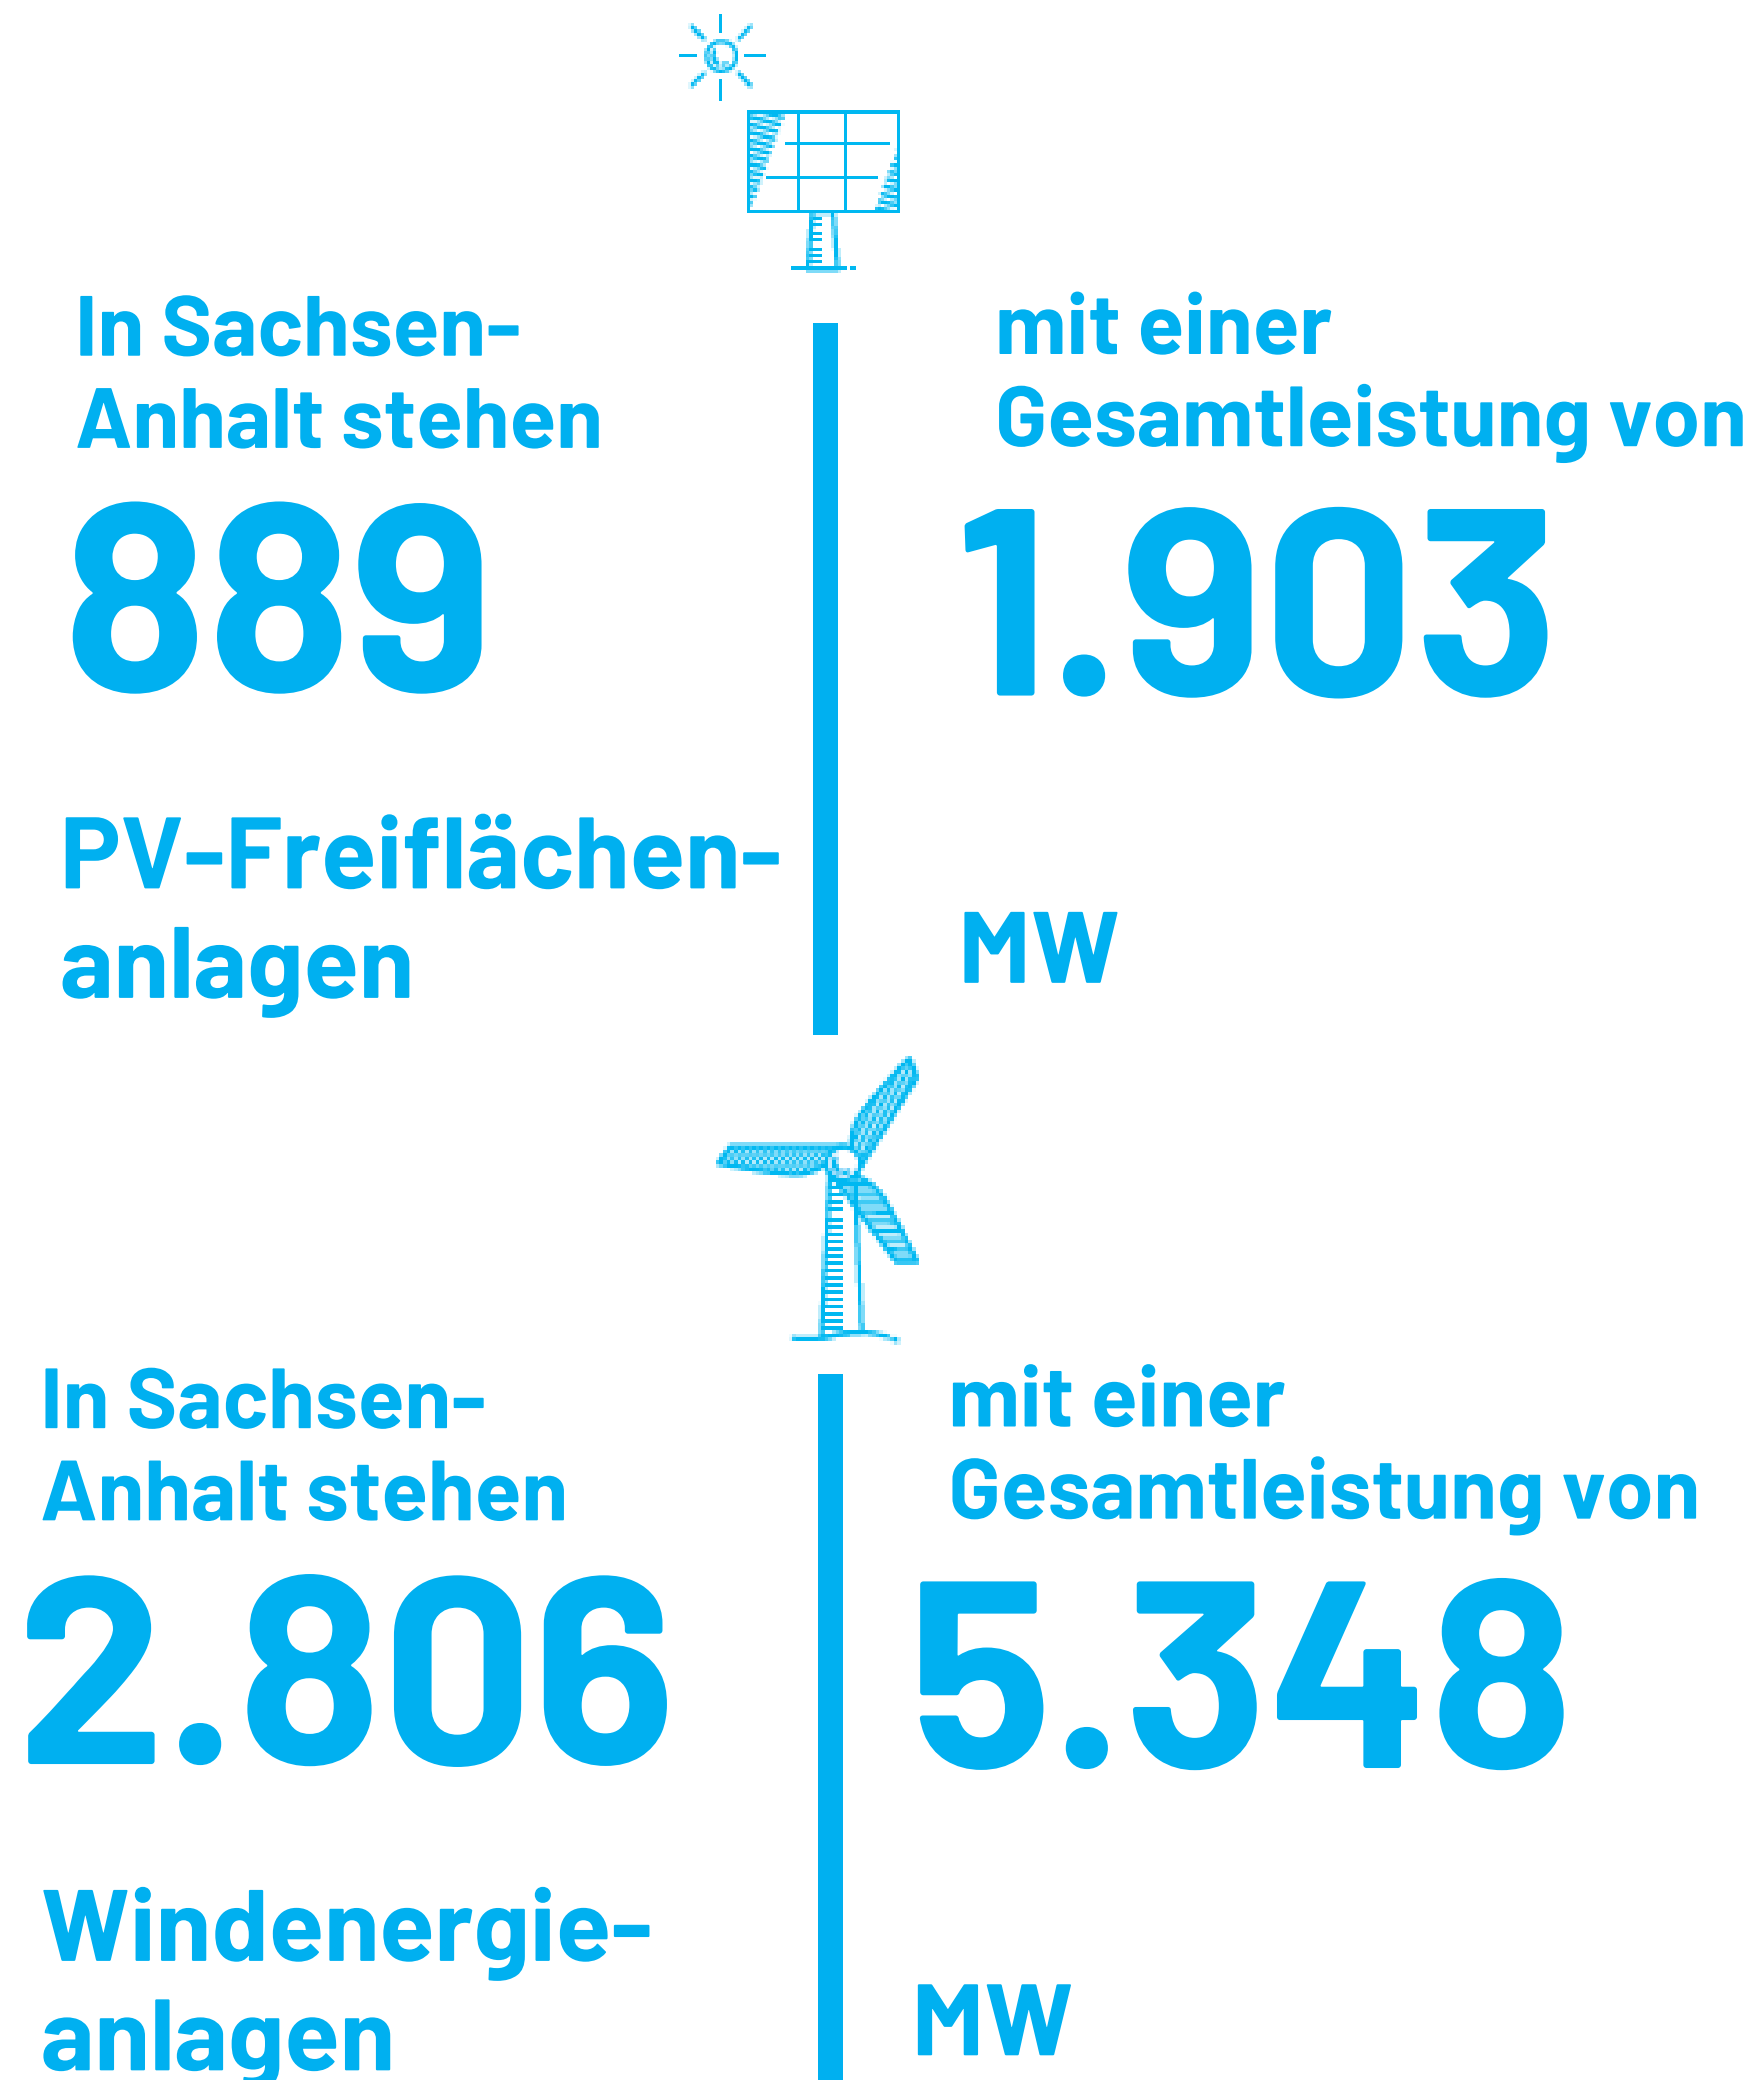 In Sachsen-
Anhalt stehen
889
PV-Freiflächen-
anlagen
mit einer
Gesamtleistung von
1.903
MW
In Sachsen-
Anhalt stehen
2.806
Windenergie-
anlagen
mit einer
Gesamtleistung von
5.348
MW